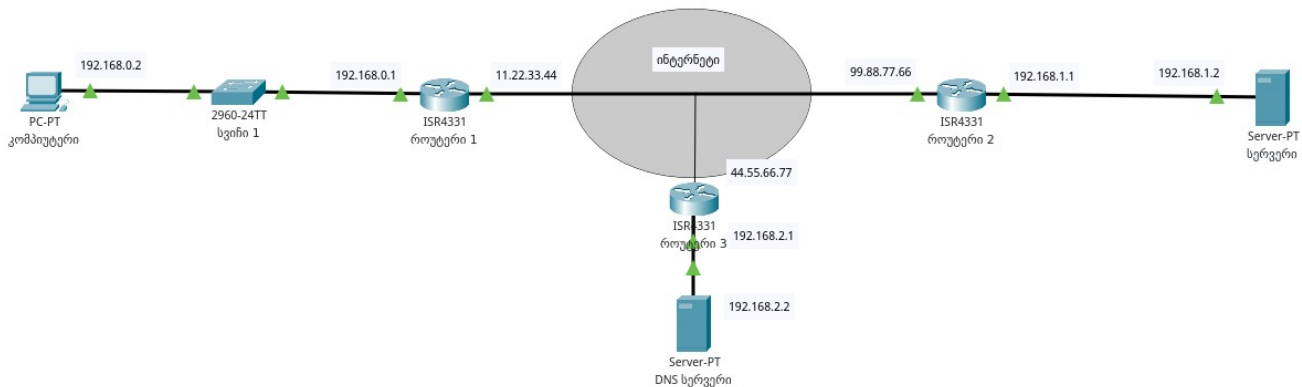 192.168.0.2
PC-PT
კომპიუტერი
2960-24TT
სვიჩი 1
192.168.0.1
ISR4331
როუტერი 1
11.22.33.44
ინტერნეტი
99.88.77.66
ISR4331
როუტერი 2
192.168.1.1
192.168.1.2
Server-PT
სერვერი
44.55.66.77
ISR4331
როუტერი 3
192.168.2.1
192.168.2.2
Server-PT
DNS სერვერი